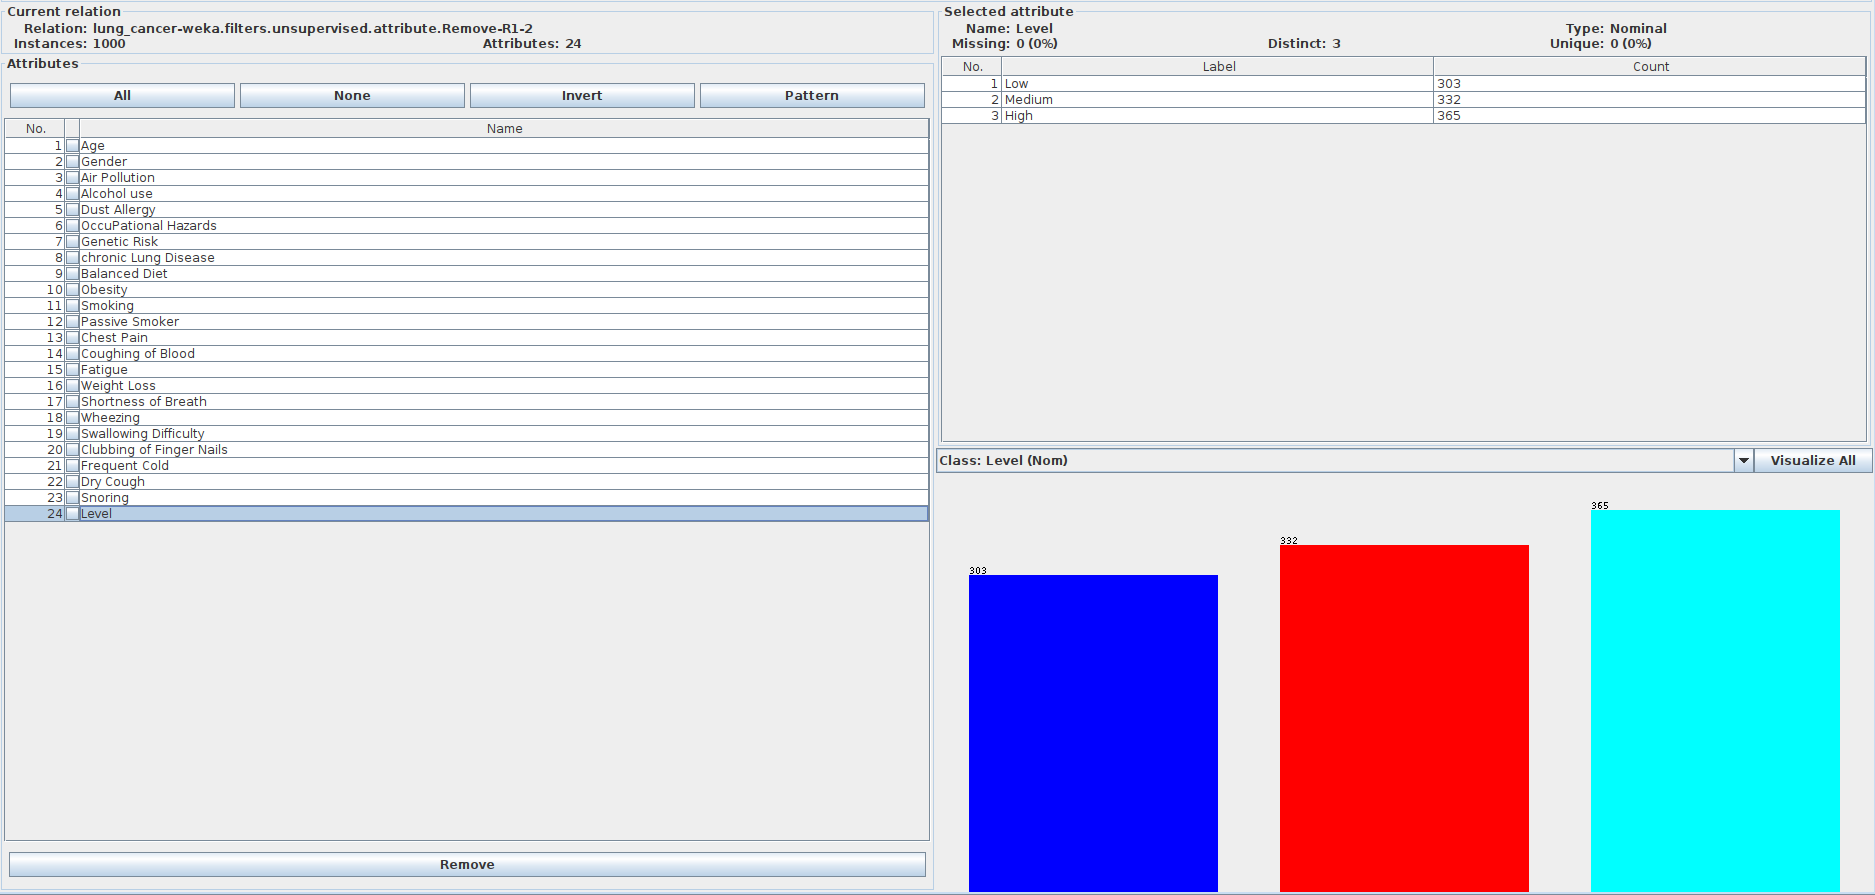 Current relation
Relation: lung_cancer-weka.filters.unsupervised.attribute.Remove-R1-2
Instances: 1000 Attributes: 24
Attributes
All None Invert Pattern
No. Name
1 Age
2 Gender
3 Air Pollution
4 Alcohol use
5 Dust Allergy
6 OccuPational Hazards
7 Genetic Risk
8 chronic Lung Disease
9 Balanced Diet
10 Obesity
11 Smoking
12 Passive Smoker
13 Chest Pain
14 Coughing of Blood
15 Fatigue
16 Weight Loss
17 Shortness of Breath
18 Wheezing
19 Swallowing Difficulty
20 Clubbing of Finger Nails
21 Frequent Cold
22 Dry Cough
23 Snoring
24 Level
Remove
Selected attribute
Name: Level Type: Nominal
Missing: 0 (0%) Distinct: 3 Unique: 0 (0%)
No. Label Count
1 Low 303
2 Medium 332
3 High 365
Class: Level (Nom) Visualize All
303
332
365